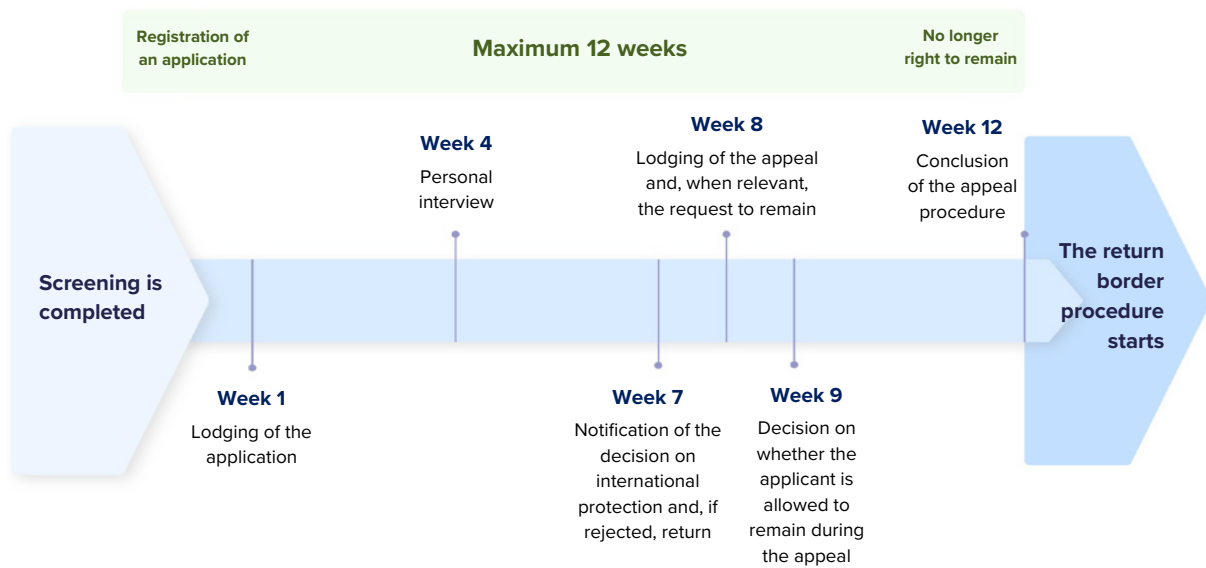 Registration of
an application
Maximum 12 weeks
No longer
right to remain
Screening is
completed
Week 1
Lodging of the
application
Week 4
Personal
interview
Week 7
Notification of the
decision on
international
protection and, if
rejected, return
Week 8
Lodging of the appeal
and, when relevant,
the request to remain
Week 9
Decision on
whether the
applicant is
allowed to
remain during
the appeal
Week 12
Conclusion
of the appeal
procedure
The return
border
procedure
starts